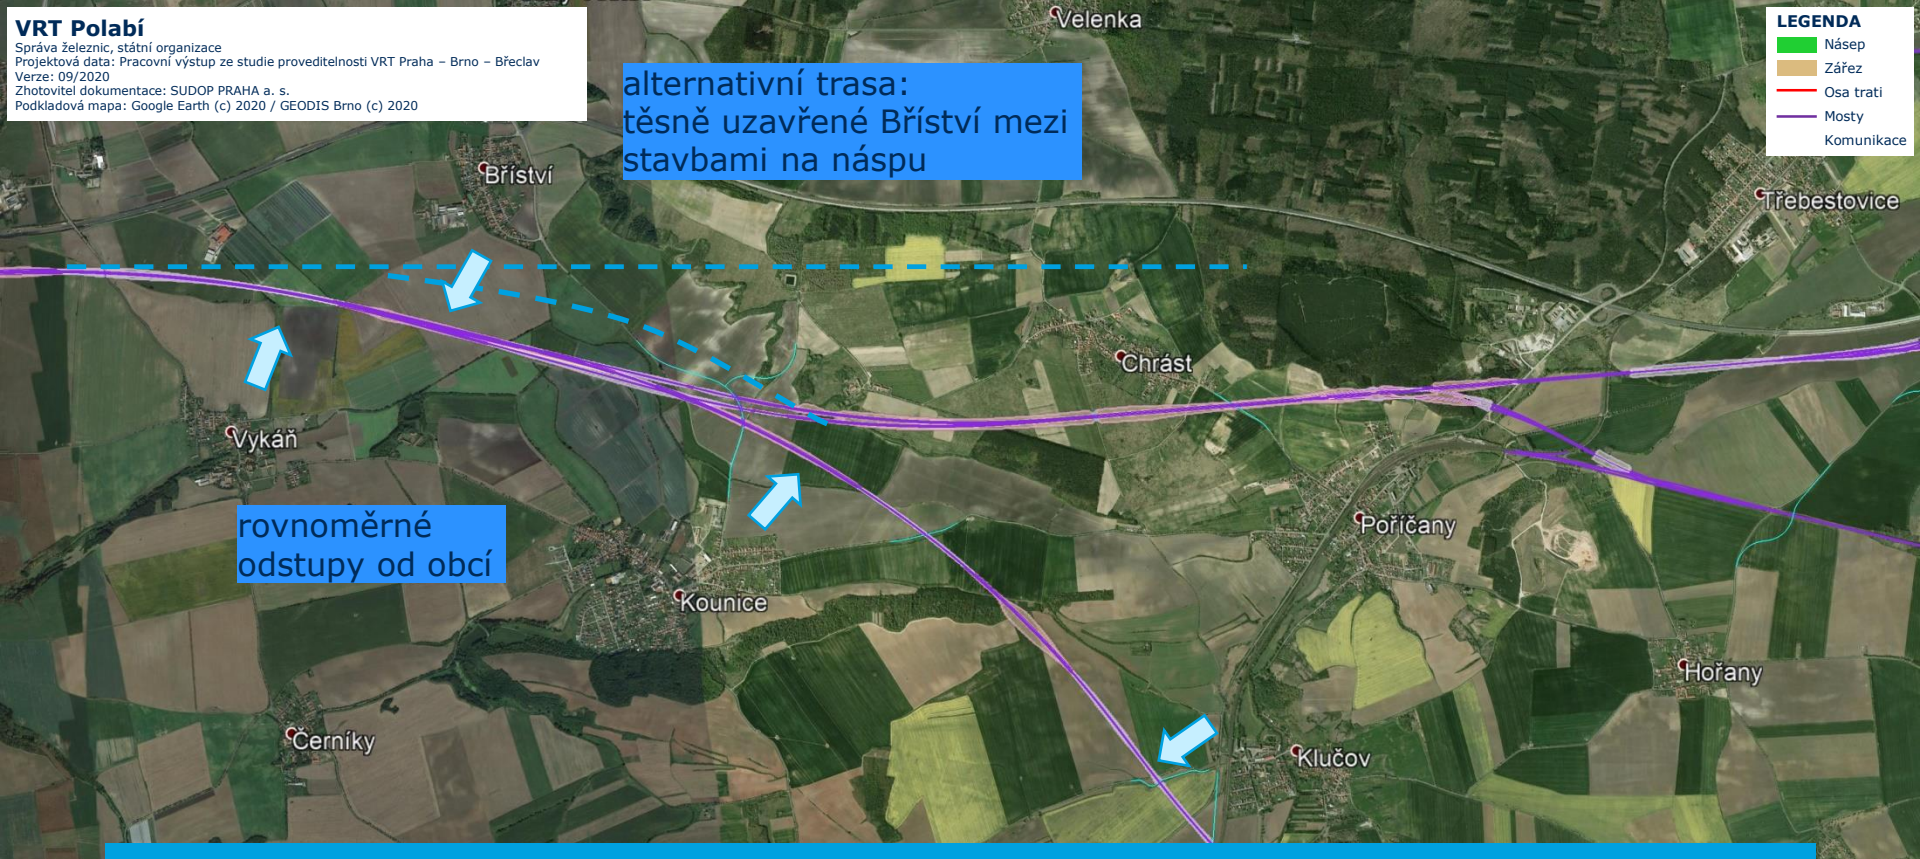 VRT Polabí
Správa železnic, státní organizace
Projektová data: Pracovní výstup ze studie proveditelnosti VRT Praha – Brno – Břeclav
Verze: 09/2020
Zhotovitel dokumentace: SUDOP PRAHA a. s.
Podkladová mapa: Google Earth (c) 2020 / GEODIS Brno (c) 2020
Velenka
LEGENDA
Násep
Zářez
Osa trati
Mosty
Komunikace
alternativní trasa:
těsně uzavřené Bříství mezi
stavbami na náspu
Bříství
Třebestovice
Chrást
Vykáň
rovnoměrné
odstupy od obcí
Poříčany
Kounice
Hořany
Černíky
Klučov